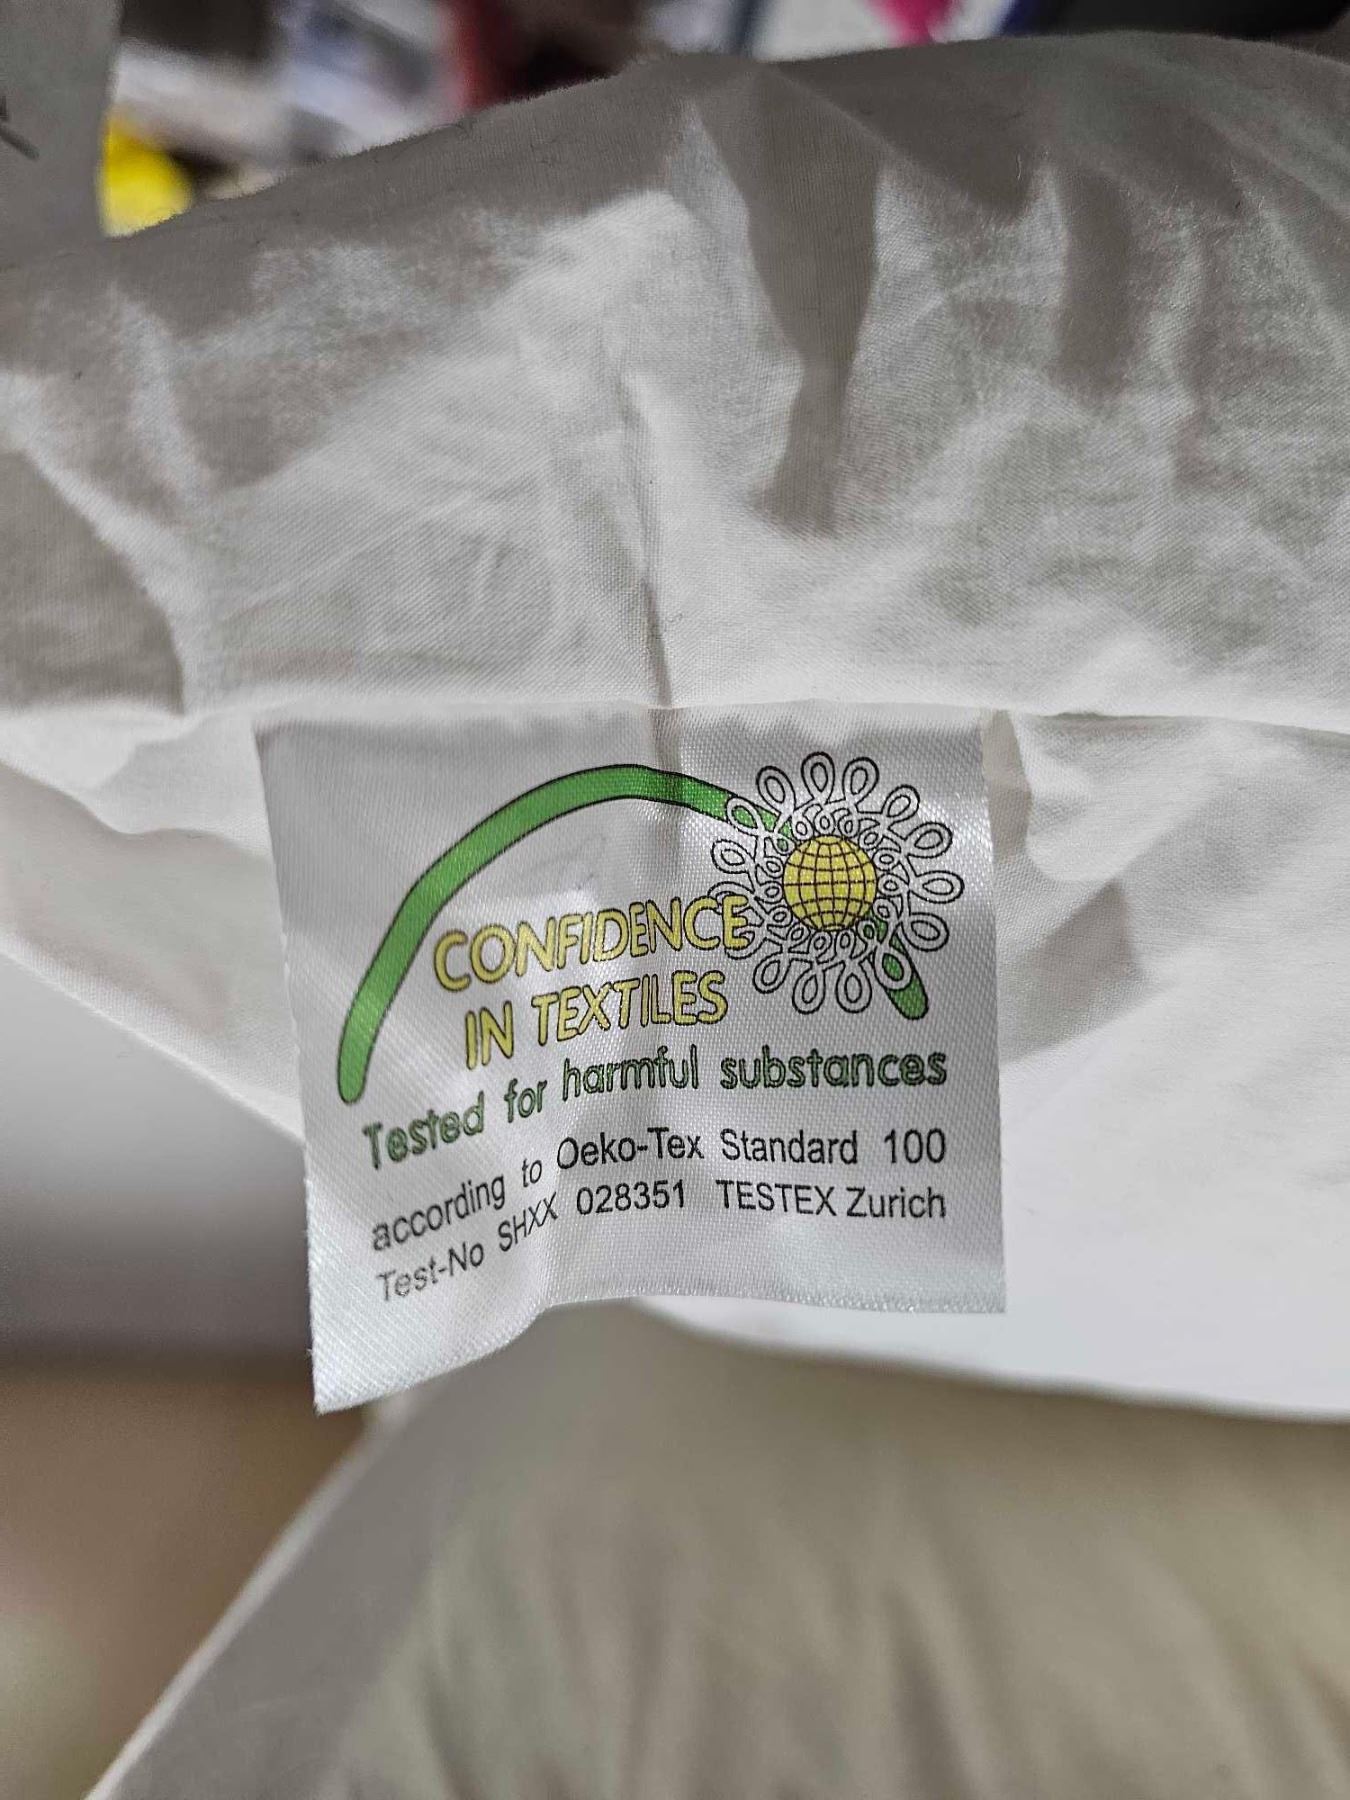 CONFIDENCE
IN TEXTILES
Tested for harmful substances
according to Oeko-Tex Standard 100
Test-No SHXX 028351 TESTEX Zurich